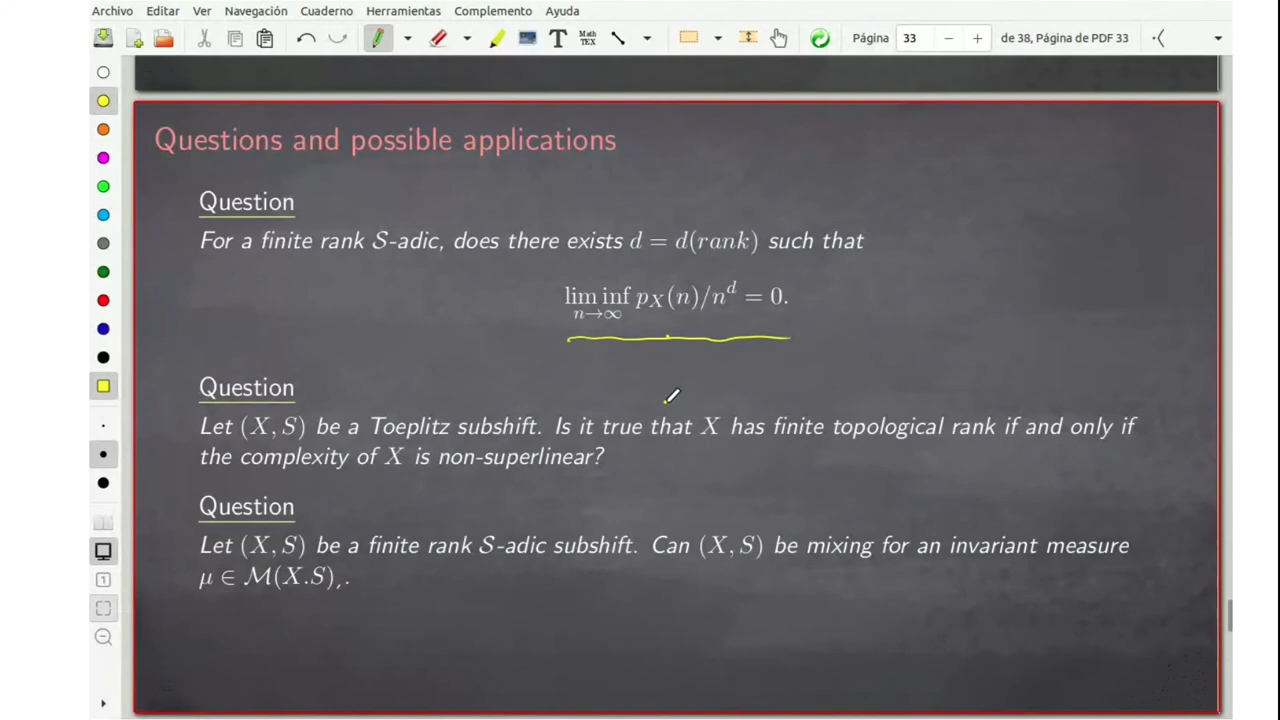 Archivo Editar Ver Navegación Cuaderno Herramientas Complemento Ayuda
T Math TEX Página 33 − + de 38, Página de PDF 33
Questions and possible applications
Question
For a finite rank S-adic, does there exists d = d(rank) such that
lim inf p_X(n)/n^d = 0.
n→∞
Question
Let (X, S) be a Toeplitz subshift. Is it true that X has finite topological rank if and only if
the complexity of X is non-superlinear?
Question
Let (X, S) be a finite rank S-adic subshift. Can (X, S) be mixing for an invariant measure
μ ∈ M(X.S),.
1